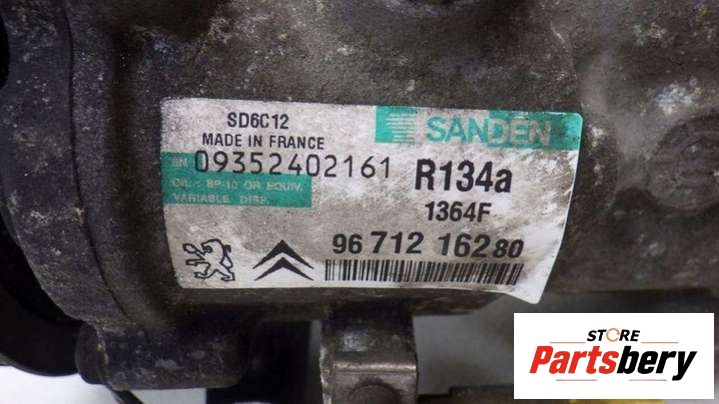 SD6C12
MADE IN FRANCE
SANDEN
SN 09352402161
R134a
OIL : SP-10 OR EQUIV.
VARIABLE DISP.
1364F
96 712 162 80
STORE
Partsbery